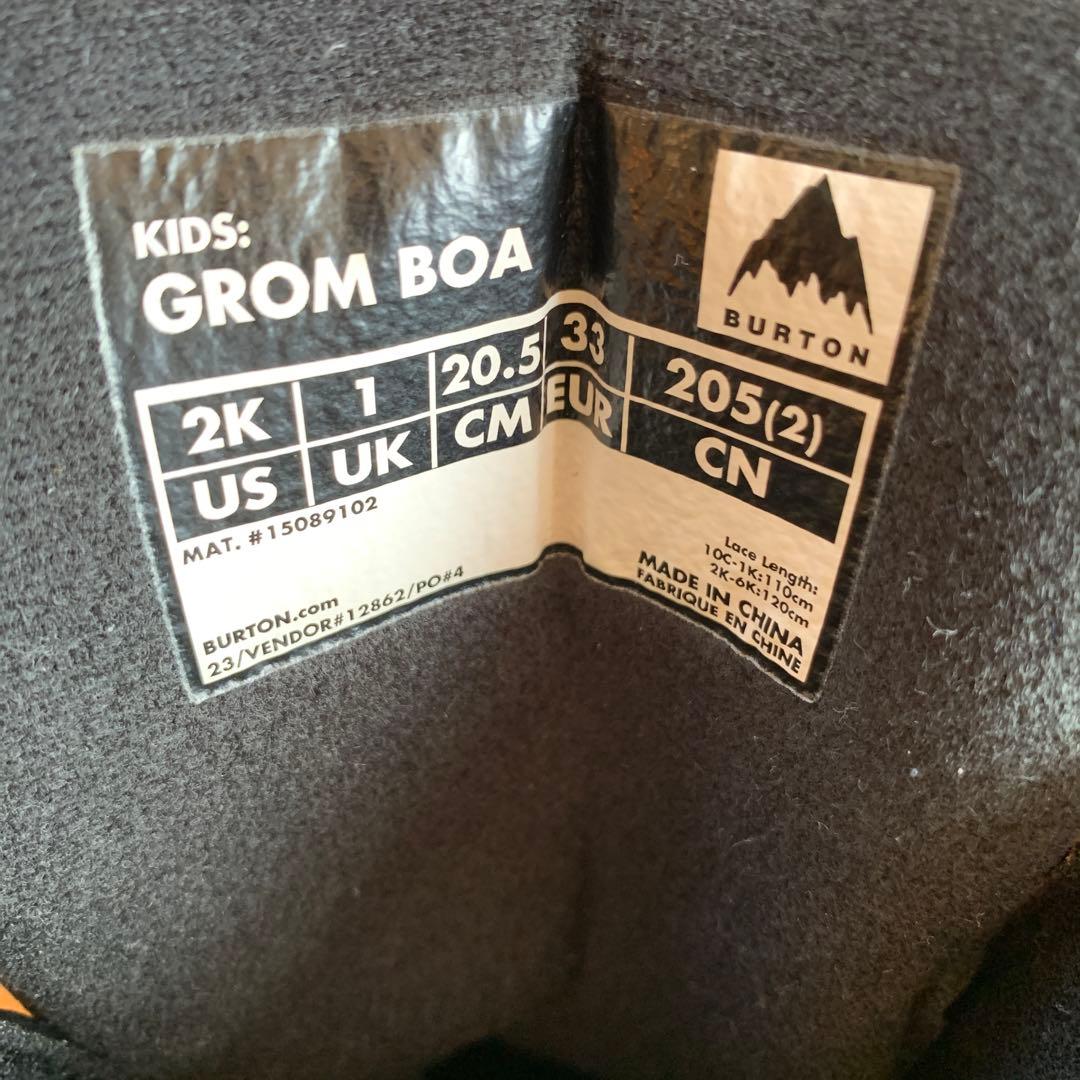 KIDS:
GROM BOA
BURTON
2K 1 20.5 33 205(2)
US UK CM EUR CN
MAT. #15089102
BURTON.com
23/VENDOR#12862/PO#4
Lace Length:
10C-1K:110cm
2K-6K:120cm
MADE IN CHINA
FABRIQUE EN CHINE